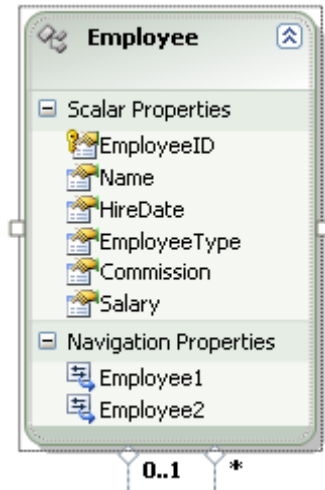 Employee
Scalar Properties
EmployeeID
Name
HireDate
EmployeeType
Commission
Salary
Navigation Properties
Employee1
Employee2
0..1 *